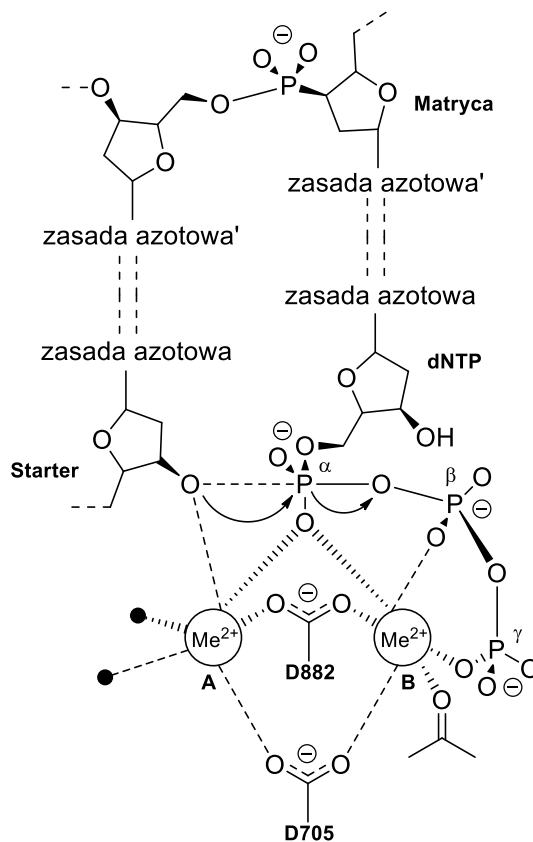 ⊖
O O
O P O
O Matryca
O
zasada azotowa'
zasada azotowa'
zasada azotowa
zasada azotowa
dNTP
O
O ⊖ O OH
O α
Starter β O
O P O P ⊖
O O
O
⊖
O O
Me2+ Me2+ γ
P
O O
A D882 B O ⊖
O
⊖
O O
D705